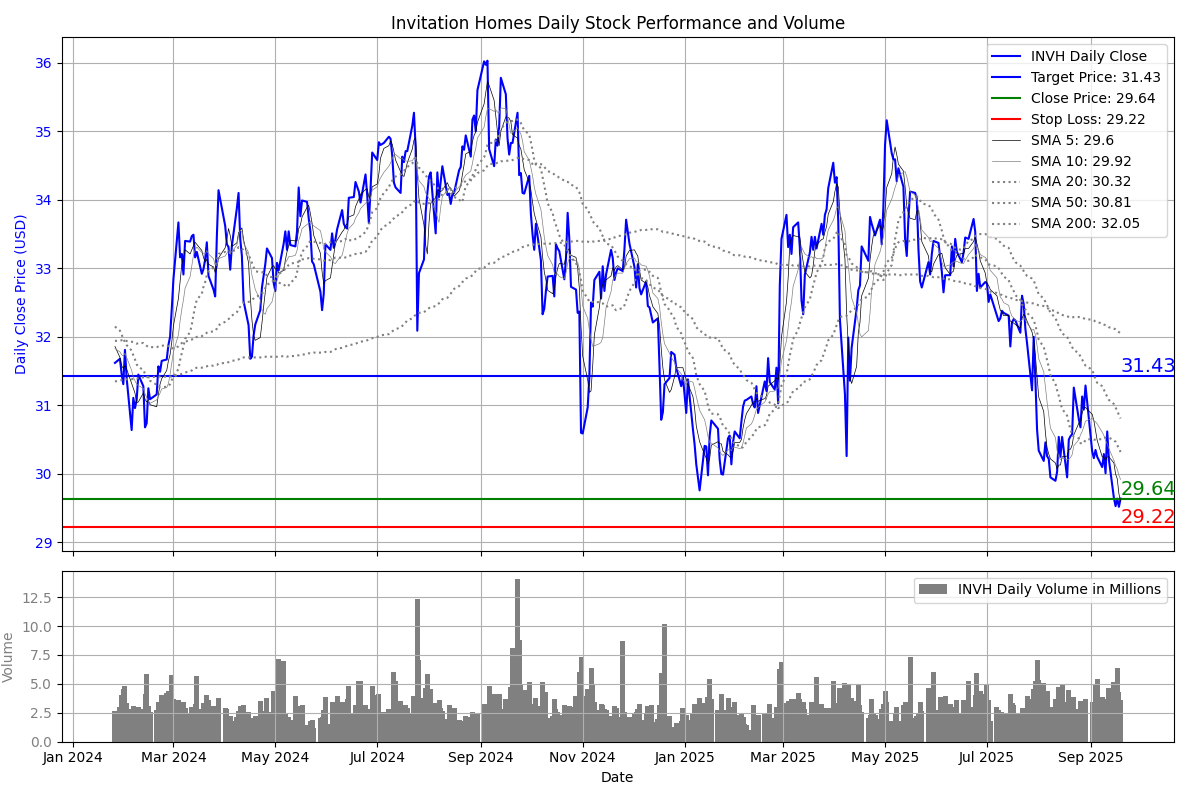 Invitation Homes Daily Stock Performance and Volume
Daily Close Price (USD)
36
35
34
33
32
31
30
29
INVH Daily Close
Target Price: 31.43
Close Price: 29.64
Stop Loss: 29.22
SMA 5: 29.6
SMA 10: 29.92
SMA 20: 30.32
SMA 50: 30.81
SMA 200: 32.05
31.43
29.64
29.22
Volume
12.5
10.0
7.5
5.0
2.5
0.0
INVH Daily Volume in Millions
Jan 2024 Mar 2024 May 2024 Jul 2024 Sep 2024 Nov 2024 Jan 2025 Mar 2025 May 2025 Jul 2025 Sep 2025
Date